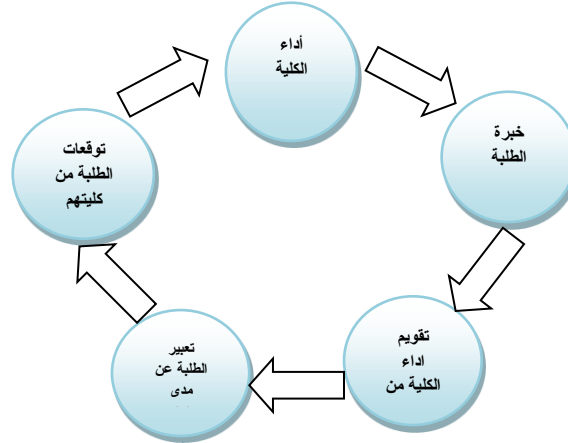 أداء
الكلية
خبرة
الطلبة
تقويم
اداء
الكلية من
تعبير
الطلبة عن
مدى
توقعات
الطلبة من
كليتهم